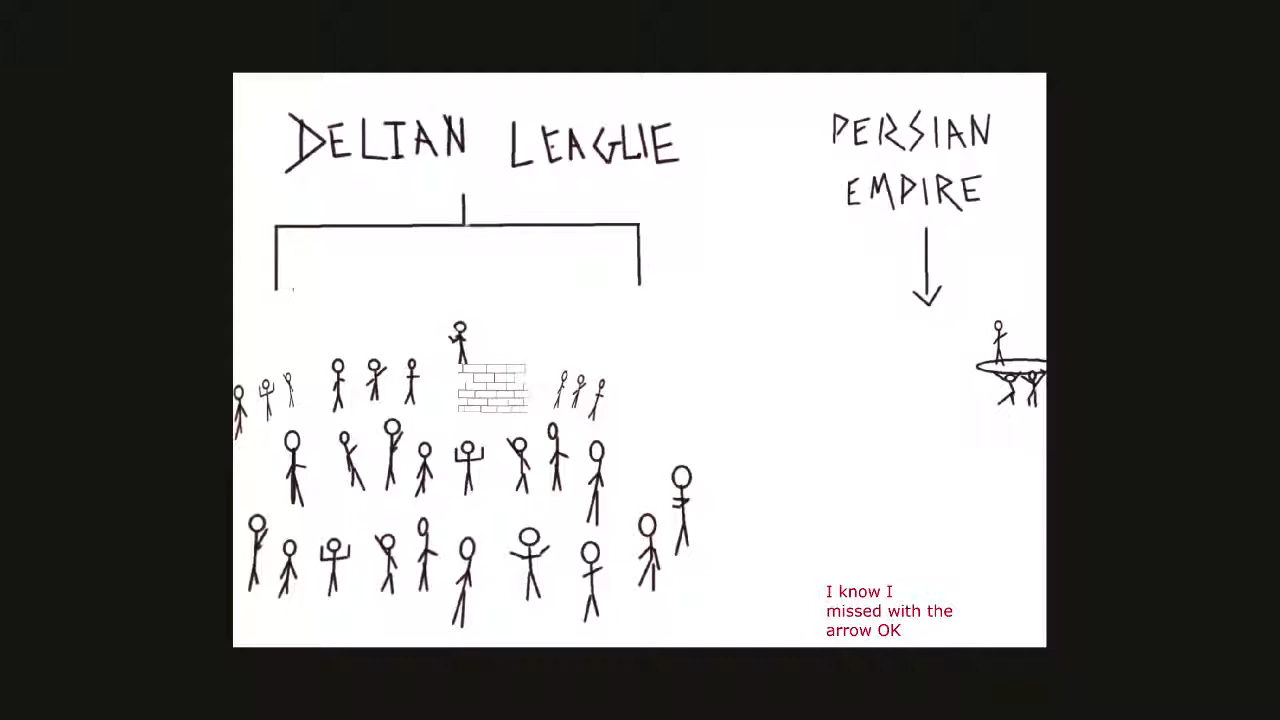 DELIAN LEAGUE
PERSIAN
EMPIRE
I know I
missed with the
arrow OK